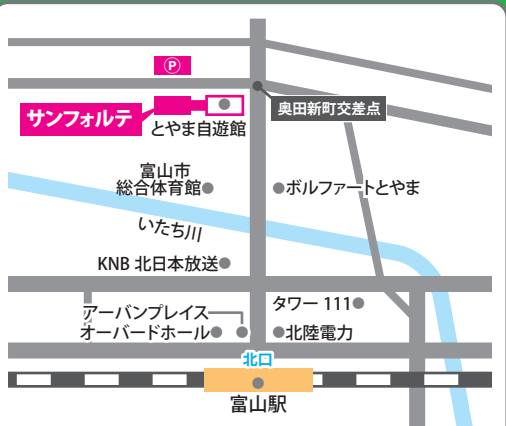 Ⓟ
サンフォルテ
奥田新町交差点
とやま自遊館
富山市
総合体育館
ボルファートとやま
いたち川
KNB 北日本放送
アーバンプレイス
タワー 111
オーバードホール
北陸電力
北口
富山駅